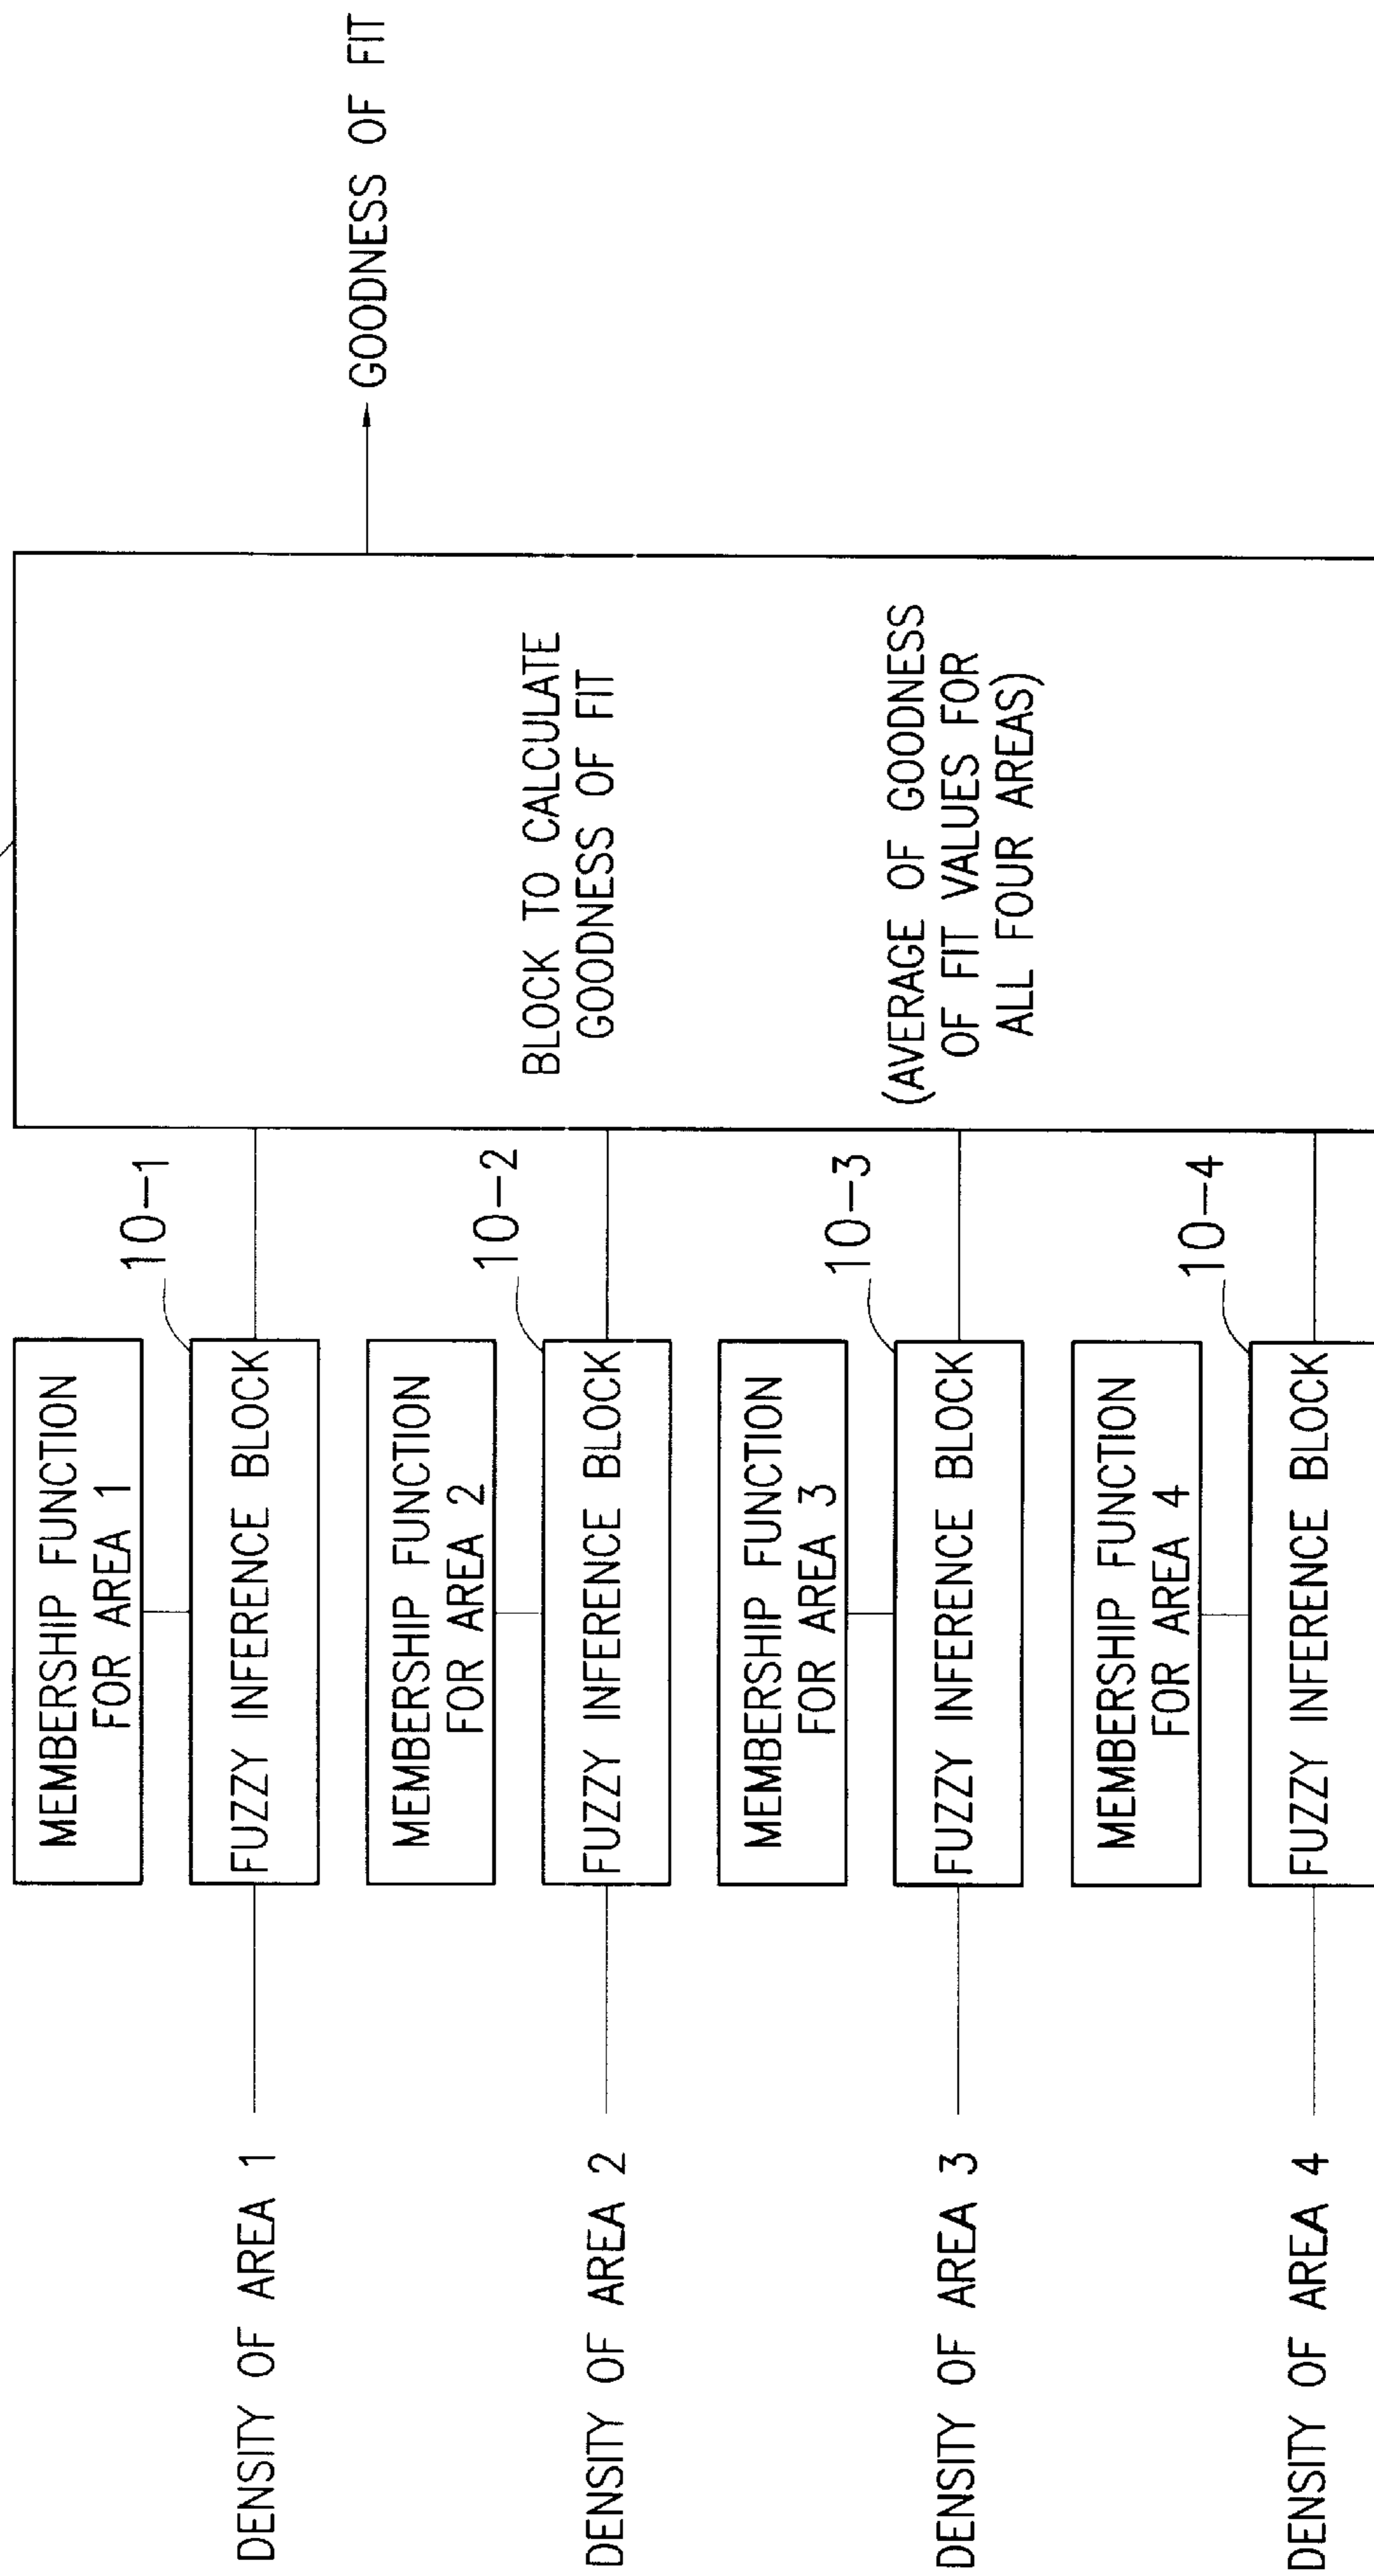 MEMBERSHIP FUNCTION
FOR AREA 1
10-1
DENSITY OF AREA 1
FUZZY INFERENCE BLOCK
MEMBERSHIP FUNCTION
FOR AREA 2
10-2
DENSITY OF AREA 2
FUZZY INFERENCE BLOCK
MEMBERSHIP FUNCTION
FOR AREA 3
10-3
DENSITY OF AREA 3
FUZZY INFERENCE BLOCK
MEMBERSHIP FUNCTION
FOR AREA 4
10-4
DENSITY OF AREA 4
FUZZY INFERENCE BLOCK
BLOCK TO CALCULATE
GOODNESS OF FIT
(AVERAGE OF GOODNESS
OF FIT VALUES FOR
ALL FOUR AREAS)
GOODNESS OF FIT